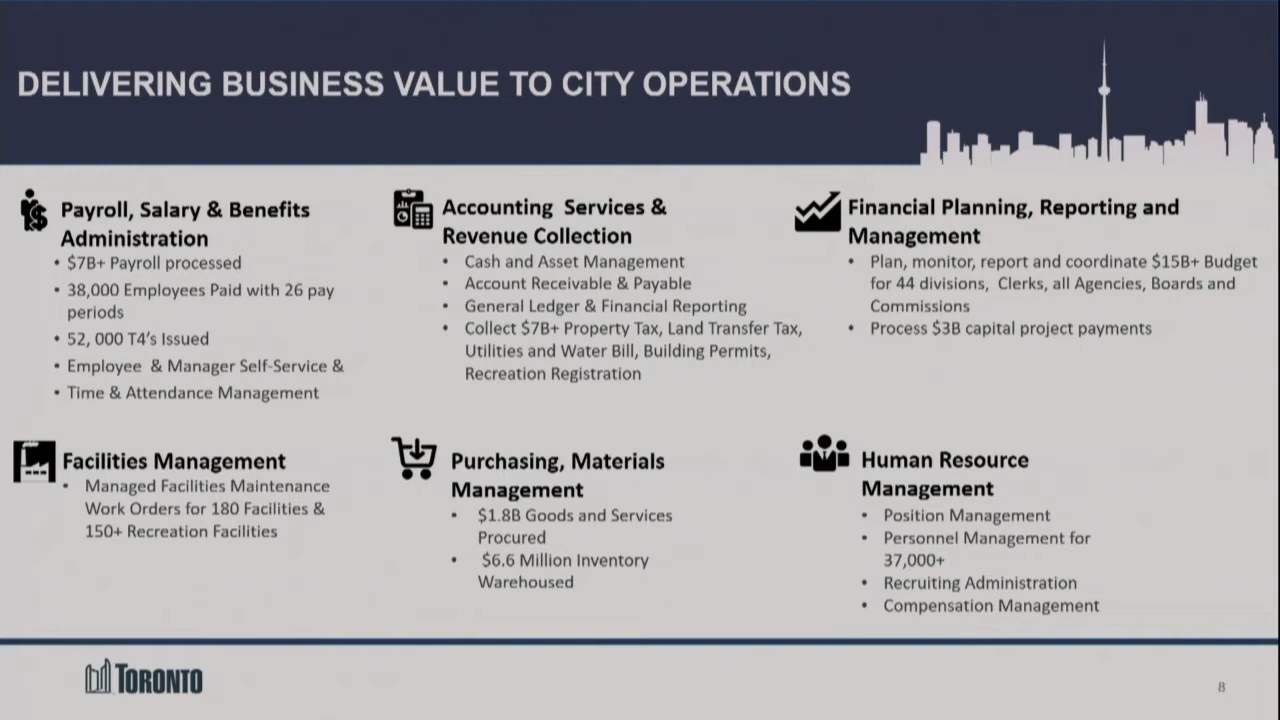 DELIVERING BUSINESS VALUE TO CITY OPERATIONS
Payroll, Salary & Benefits
Administration
• $7B+ Payroll processed
• 38,000 Employees Paid with 26 pay
periods
• 52, 000 T4's Issued
• Employee & Manager Self-Service &
• Time & Attendance Management
Accounting Services &
Revenue Collection
• Cash and Asset Management
• Account Receivable & Payable
• General Ledger & Financial Reporting
• Collect $7B+ Property Tax, Land Transfer Tax,
Utilities and Water Bill, Building Permits,
Recreation Registration
Financial Planning, Reporting and
Management
• Plan, monitor, report and coordinate $15B+ Budget
for 44 divisions, Clerks, all Agencies, Boards and
Commissions
• Process $3B capital project payments
Facilities Management
• Managed Facilities Maintenance
Work Orders for 180 Facilities &
150+ Recreation Facilities
Purchasing, Materials
Management
• $1.8B Goods and Services
Procured
• $6.6 Million Inventory
Warehoused
Human Resource
Management
• Position Management
• Personnel Management for
37,000+
• Recruiting Administration
• Compensation Management
TORONTO
8